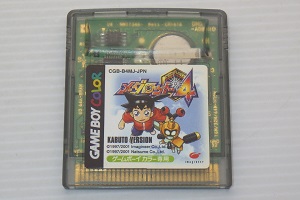 CGB-B4MJ-JPN
メダロット4
GAME BOY COLOR
KABUTO VERSION
©1997/2001 Imagineer Co.,Ltd.
©1997/2001 Natsume Co.,Ltd.
ゲームボーイカラー専用